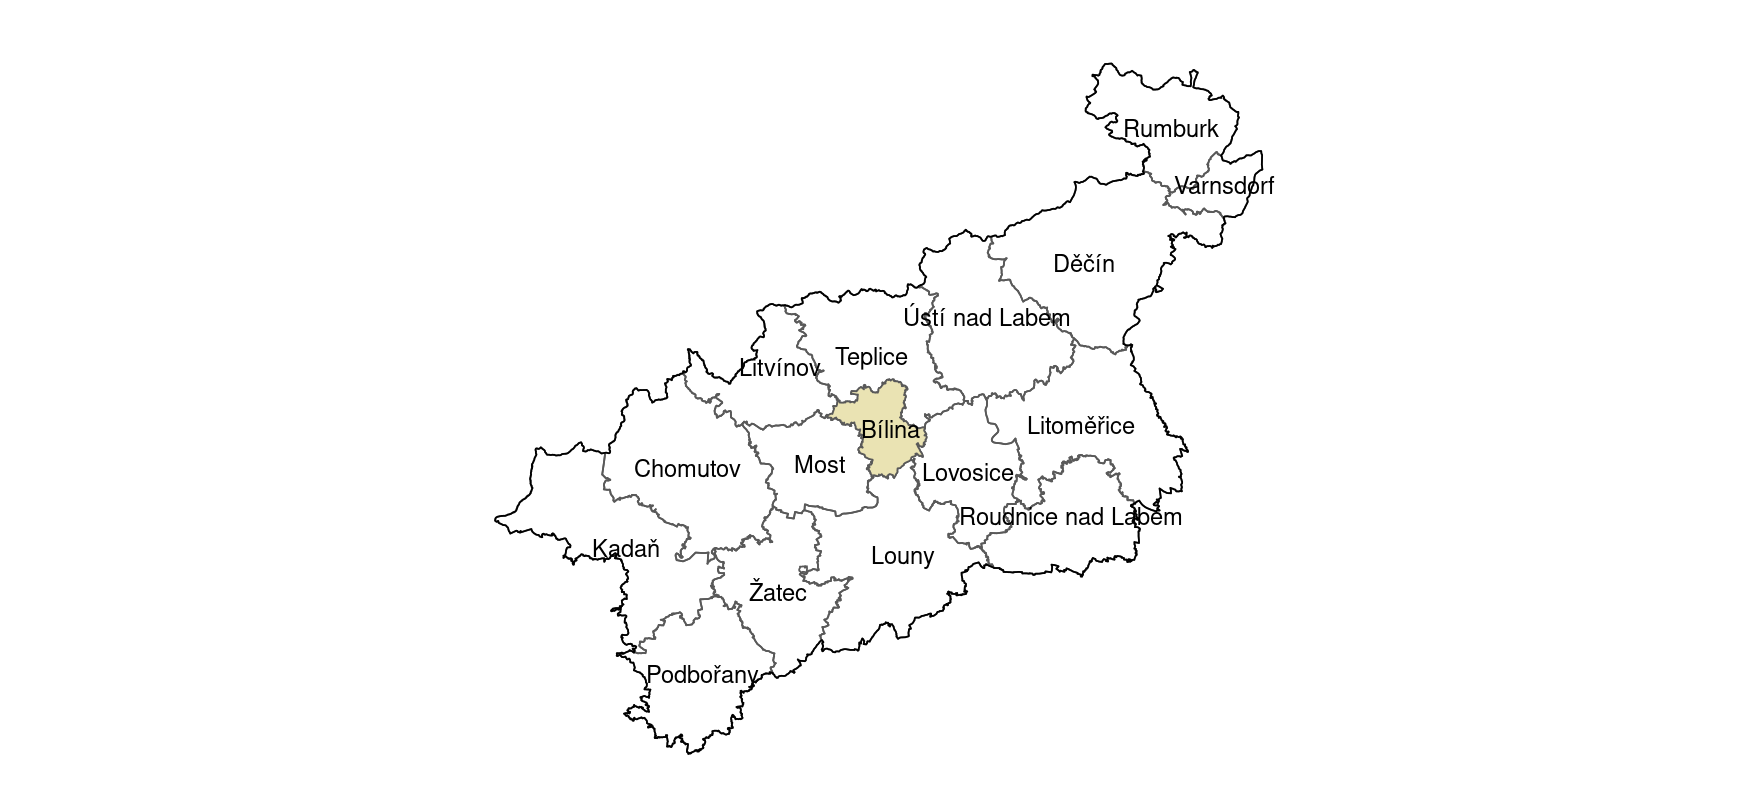 Rumburk
Varnsdorf
Děčín
Ústí nad Labem
Teplice
Litvínov
Litoměřice
Bílina
Most
Chomutov
Lovosice
Roudnice nad Labem
Kadaň
Louny
Žatec
Podbořany